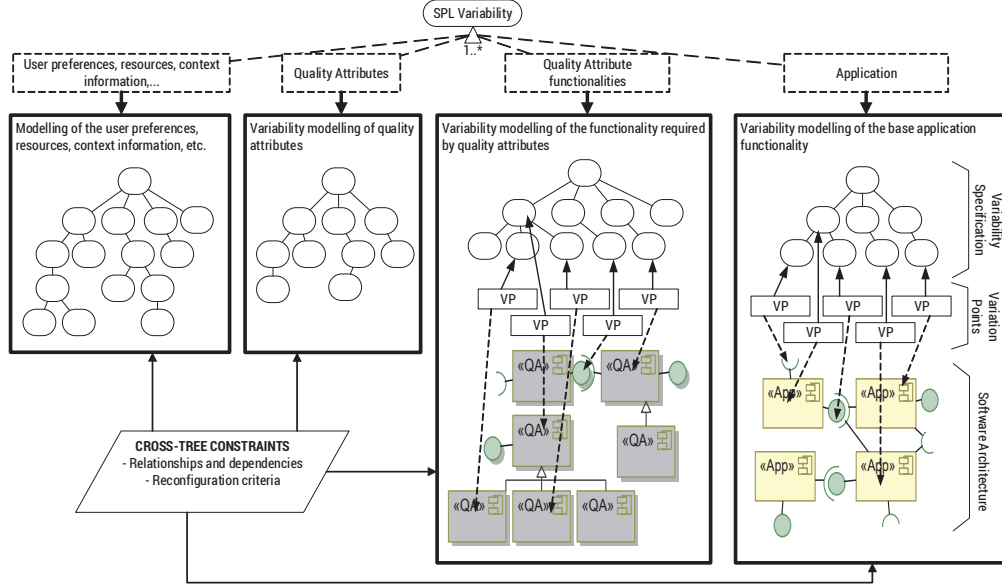 SPL Variability
1..*
User preferences, resources, context
information,...
Quality Attributes
Quality Attribute
functionalities
Application
Modelling of the user preferences,
resources, context information, etc.
Variability modelling of quality
attributes
Variability modelling of the functionality required
by quality attributes
Variability modelling of the base application
functionality
Variability
Specification
VP
VP
VP
VP
VP
VP
VP
VP
VP
Variation
Points
«QA»
«QA»
«QA»
«QA»
«QA»
«QA»
«QA»
«App»
«App»
«App»
«App»
Software Architecture
CROSS-TREE CONSTRAINTS
- Relationships and dependencies
- Reconfiguration criteria